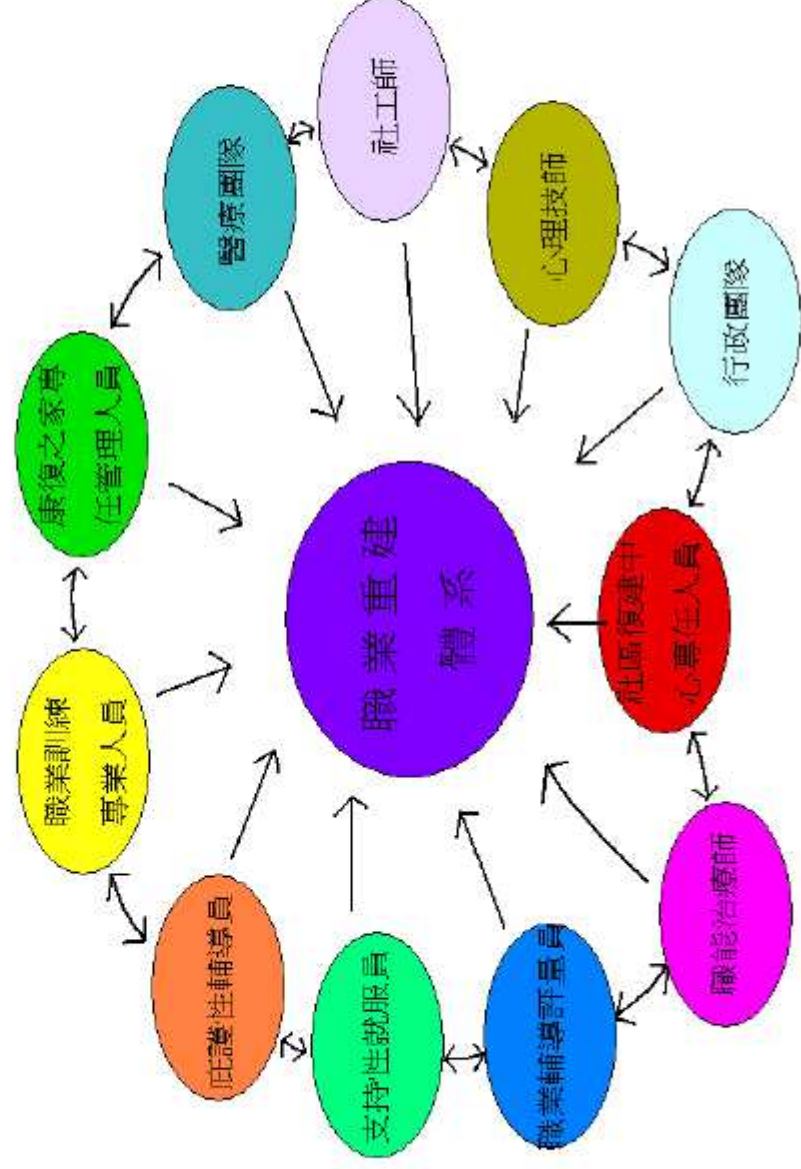 職業訓練
專業人員
康復之家專
任管理人員
庇護性輔導員
醫療團隊
支持性就服員
職業重建
體系
社工師
職業輔導評量員
心理技師
職能治療師
社區復建中
心專任人員
行政團隊